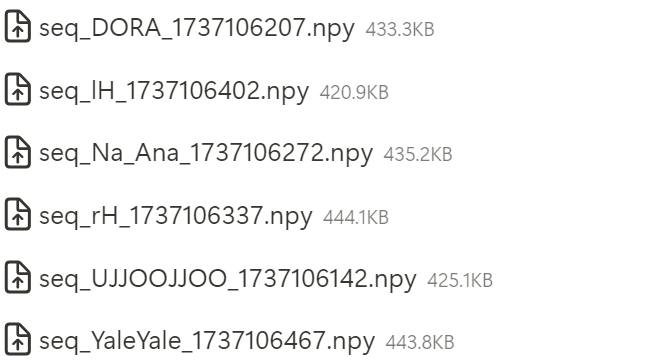 seq_DORA_1737106207.npy 433.3KB
seq_lH_1737106402.npy 420.9KB
seq_Na_Ana_1737106272.npy 435.2KB
seq_rH_1737106337.npy 444.1KB
seq_UJJOOJJOO_1737106142.npy 425.1KB
seq_YaleYale_1737106467.npy 443.8KB